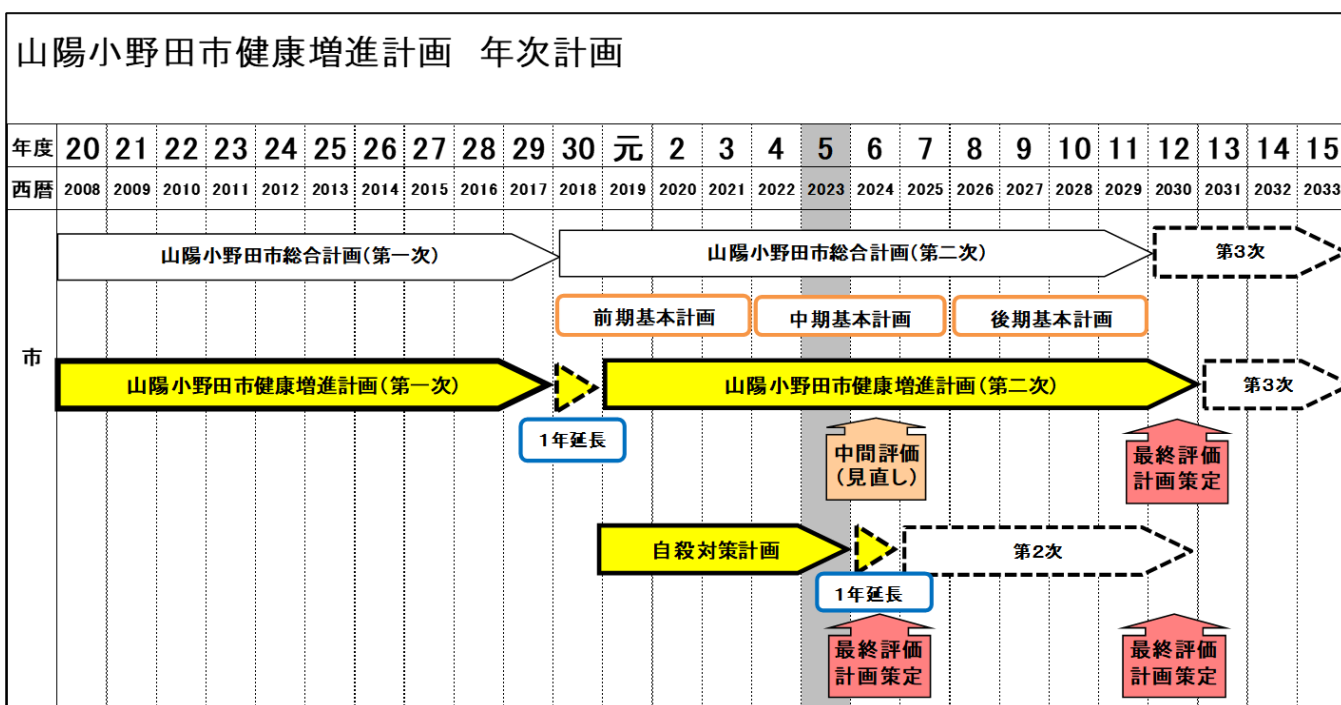 山陽小野田市健康増進計画 年次計画
年度 20 21 22 23 24 25 26 27 28 29 30 元 2 3 4 5 6 7 8 9 10 11 12 13 14 15
西暦 2008 2009 2010 2011 2012 2013 2014 2015 2016 2017 2018 2019 2020 2021 2022 2023 2024 2025 2026 2027 2028 2029 2030 2031 2032 2033
山陽小野田市総合計画(第一次) 山陽小野田市総合計画(第二次) 第3次
前期基本計画 中期基本計画 後期基本計画
市
山陽小野田市健康増進計画(第一次) 山陽小野田市健康増進計画(第二次) 第3次
1年延長
中間評価
(見直し)
最終評価
計画策定
自殺対策計画 第2次
1年延長
最終評価
計画策定
最終評価
計画策定